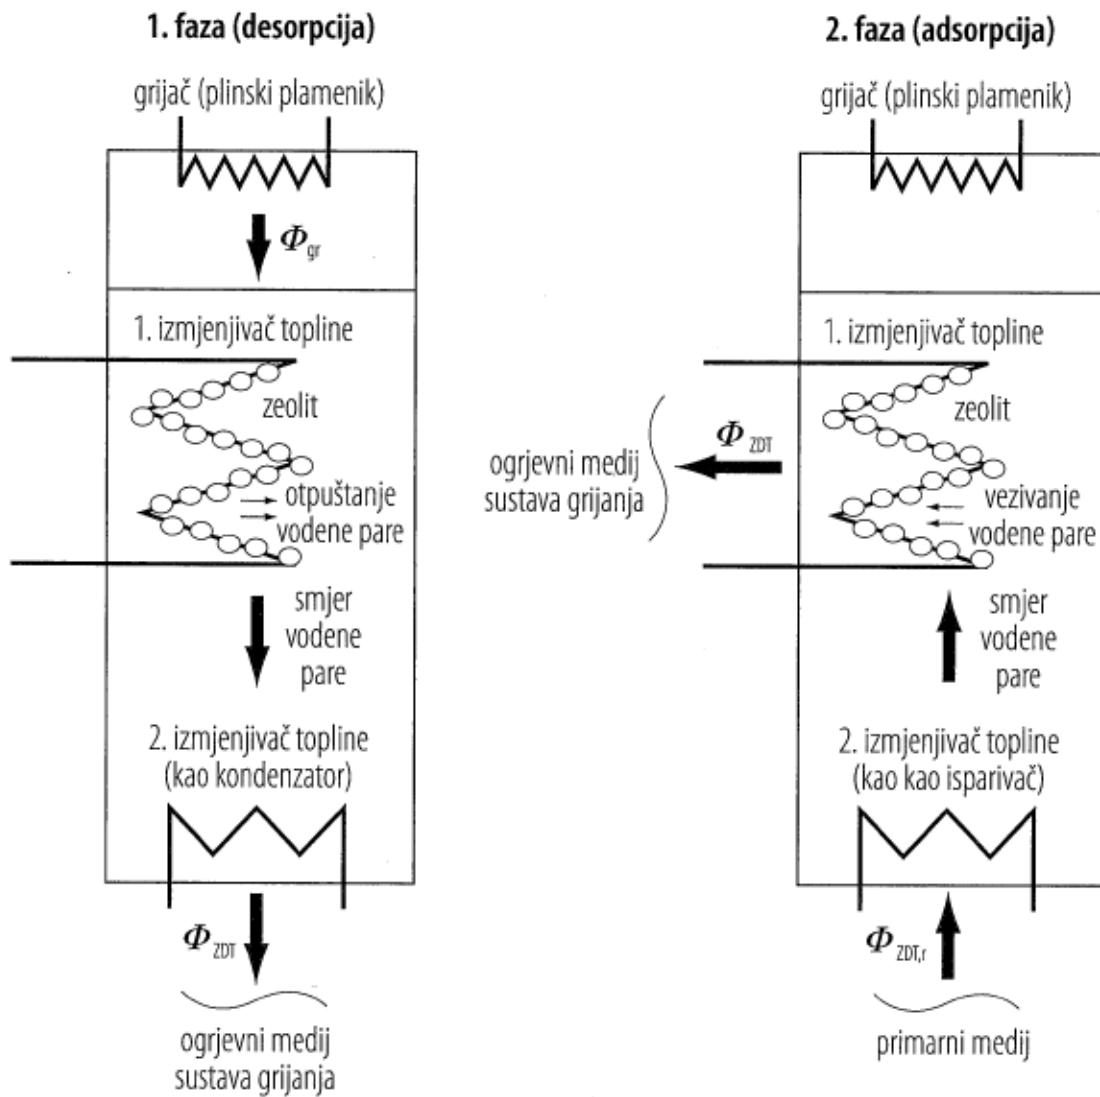 1. faza (desorpcija)
grijač (plinski plamenik)
Φgr
1. izmjenjivač topline
zeolit
otpuštanje
vodene pare
smjer
vodene
pare
2. izmjenjivač topline
(kao kondenzator)
ΦZDT
ogrjevni medij
sustava grijanja
2. faza (adsorpcija)
grijač (plinski plamenik)
1. izmjenjivač topline
zeolit
ΦZDT
ogrjevni medij
sustava grijanja
vezivanje
vodene pare
smjer
vodene
pare
2. izmjenjivač topline
(kao kao isparivač)
ΦZDT,r
primarni medij